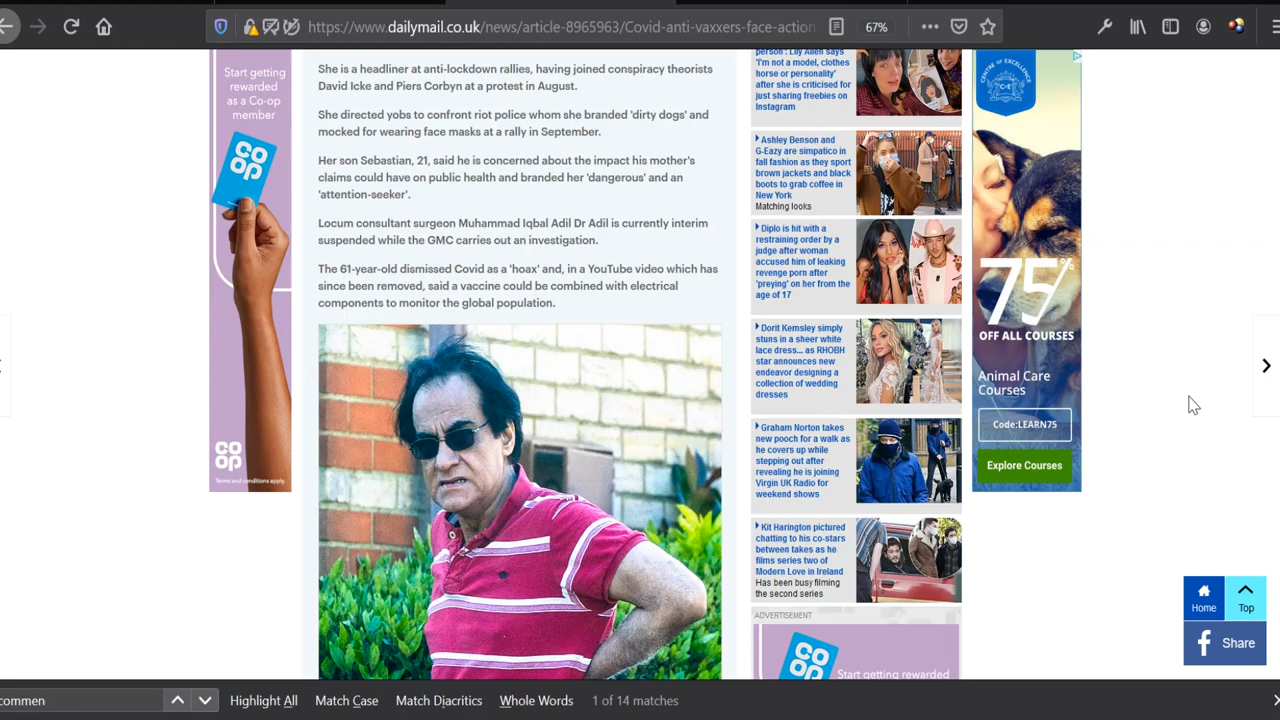 https://www.dailymail.co.uk/news/article-8965963/Covid-anti-vaxxers-face-action
67%
Start getting
rewarded
as a Co-op
member
CO
OP
CO
OP
Terms and conditions apply.
She is a headliner at anti-lockdown rallies, having joined conspiracy theorists
David Icke and Piers Corbyn at a protest in August.
She directed yobs to confront riot police whom she branded 'dirty dogs' and
mocked for wearing face masks at a rally in September.
Her son Sebastian, 21, said he is concerned about the impact his mother's
claims could have on public health and branded her 'dangerous' and an
'attention-seeker'.
Locum consultant surgeon Muhammad Iqbal Adil Dr Adil is currently interim
suspended while the GMC carries out an investigation.
The 61-year-old dismissed Covid as a 'hoax' and, in a YouTube video which has
since been removed, said a vaccine could be combined with electrical
components to monitor the global population.
person': Lily Allen says
'I'm not a model, clothes
horse or personality'
after she is criticised for
just sharing freebies on
Instagram
Ashley Benson and
G-Eazy are simpatico in
fall fashion as they sport
brown jackets and black
boots to grab coffee in
New York
Matching looks
Diplo is hit with a
restraining order by a
judge after woman
accused him of leaking
revenge porn after
'preying' on her from the
age of 17
Dorit Kemsley simply
stuns in a sheer white
lace dress... as RHOBH
star announces new
endeavor designing a
collection of wedding
dresses
Graham Norton takes
new pooch for a walk as
he covers up while
stepping out after
revealing he is joining
Virgin UK Radio for
weekend shows
Kit Harington pictured
chatting to his co-stars
between takes as he
films series two of
Modern Love in Ireland
Has been busy filming
the second series
ADVERTISEMENT
CO
OP
Start getting
rewarded
CENTRE OF EXCELLENCE
C E
75%
OFF ALL COURSES
Animal Care
Courses
Code:LEARN75
Explore Courses
Home
Top
f Share
commen
Highlight All
Match Case
Match Diacritics
Whole Words
1 of 14 matches